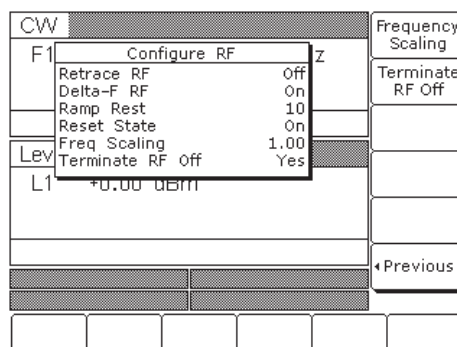 CW
F1 z
Configure RF
Retrace RF Off
Delta-F RF On
Ramp Rest 10
Reset State On
Freq Scaling 1.00
Terminate RF Off Yes
Lev
L1 +0.00 dBm
Frequency
Scaling
Terminate
RF Off
Previous